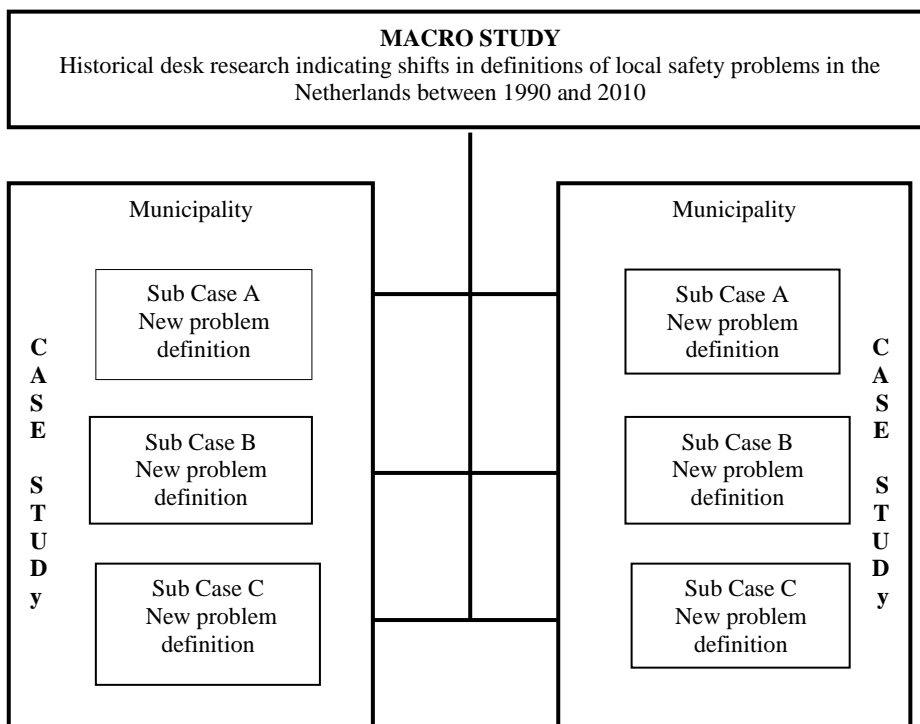 MACRO STUDY
Historical desk research indicating shifts in definitions of local safety problems in the
Netherlands between 1990 and 2010
Municipality
Sub Case A
New problem
definition
Sub Case B
New problem
definition
Sub Case C
New problem
definition
C
A
S
E
S
T
U
D
y
Municipality
Sub Case A
New problem
definition
Sub Case B
New problem
definition
Sub Case C
New problem
definition
C
A
S
E
S
T
U
D
y